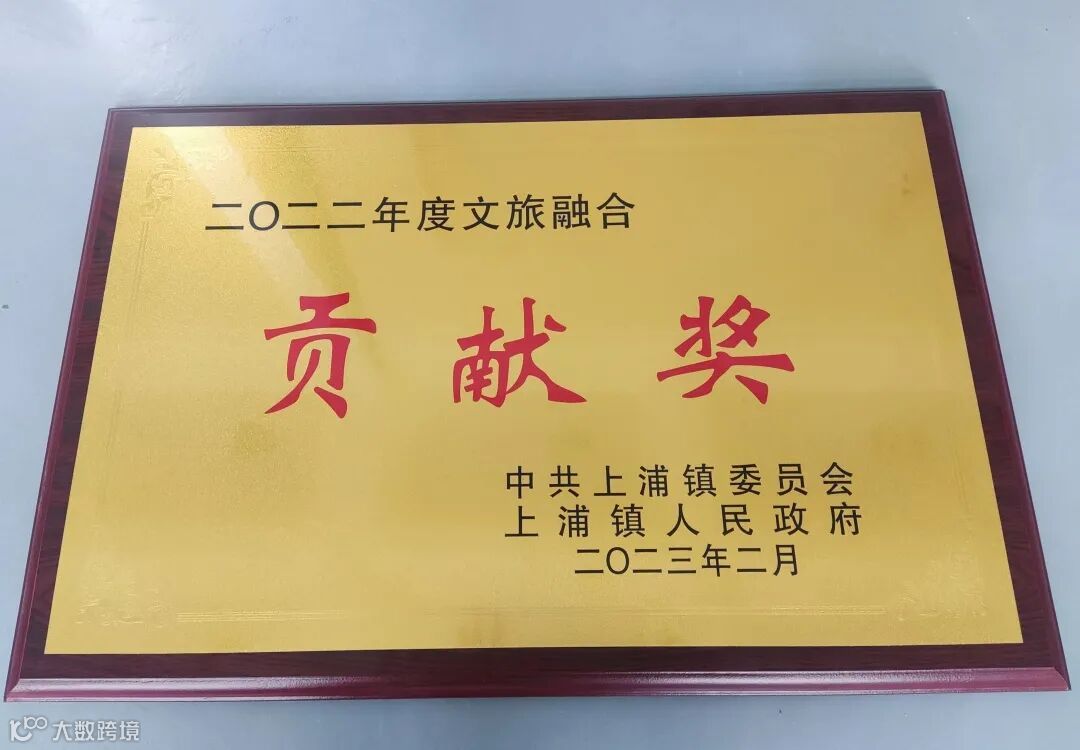 二〇二二年度文旅融合
贡献奖
中共上浦镇委员会
上浦镇人民政府
二〇二三年二月
大数跨境